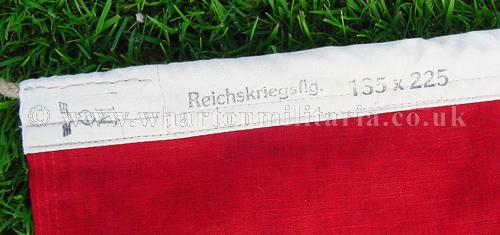 Reichskriegsflg. 135 x 225
© www.whartonmilitaria.co.uk